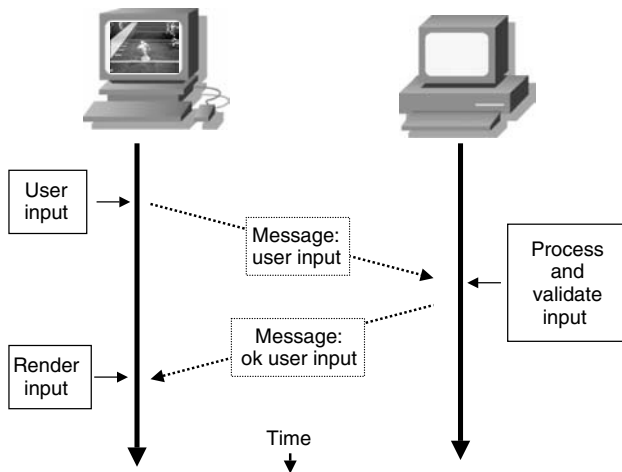 User
input
Message:
user input
Process
and
validate
input
Message:
ok user input
Render
input
Time